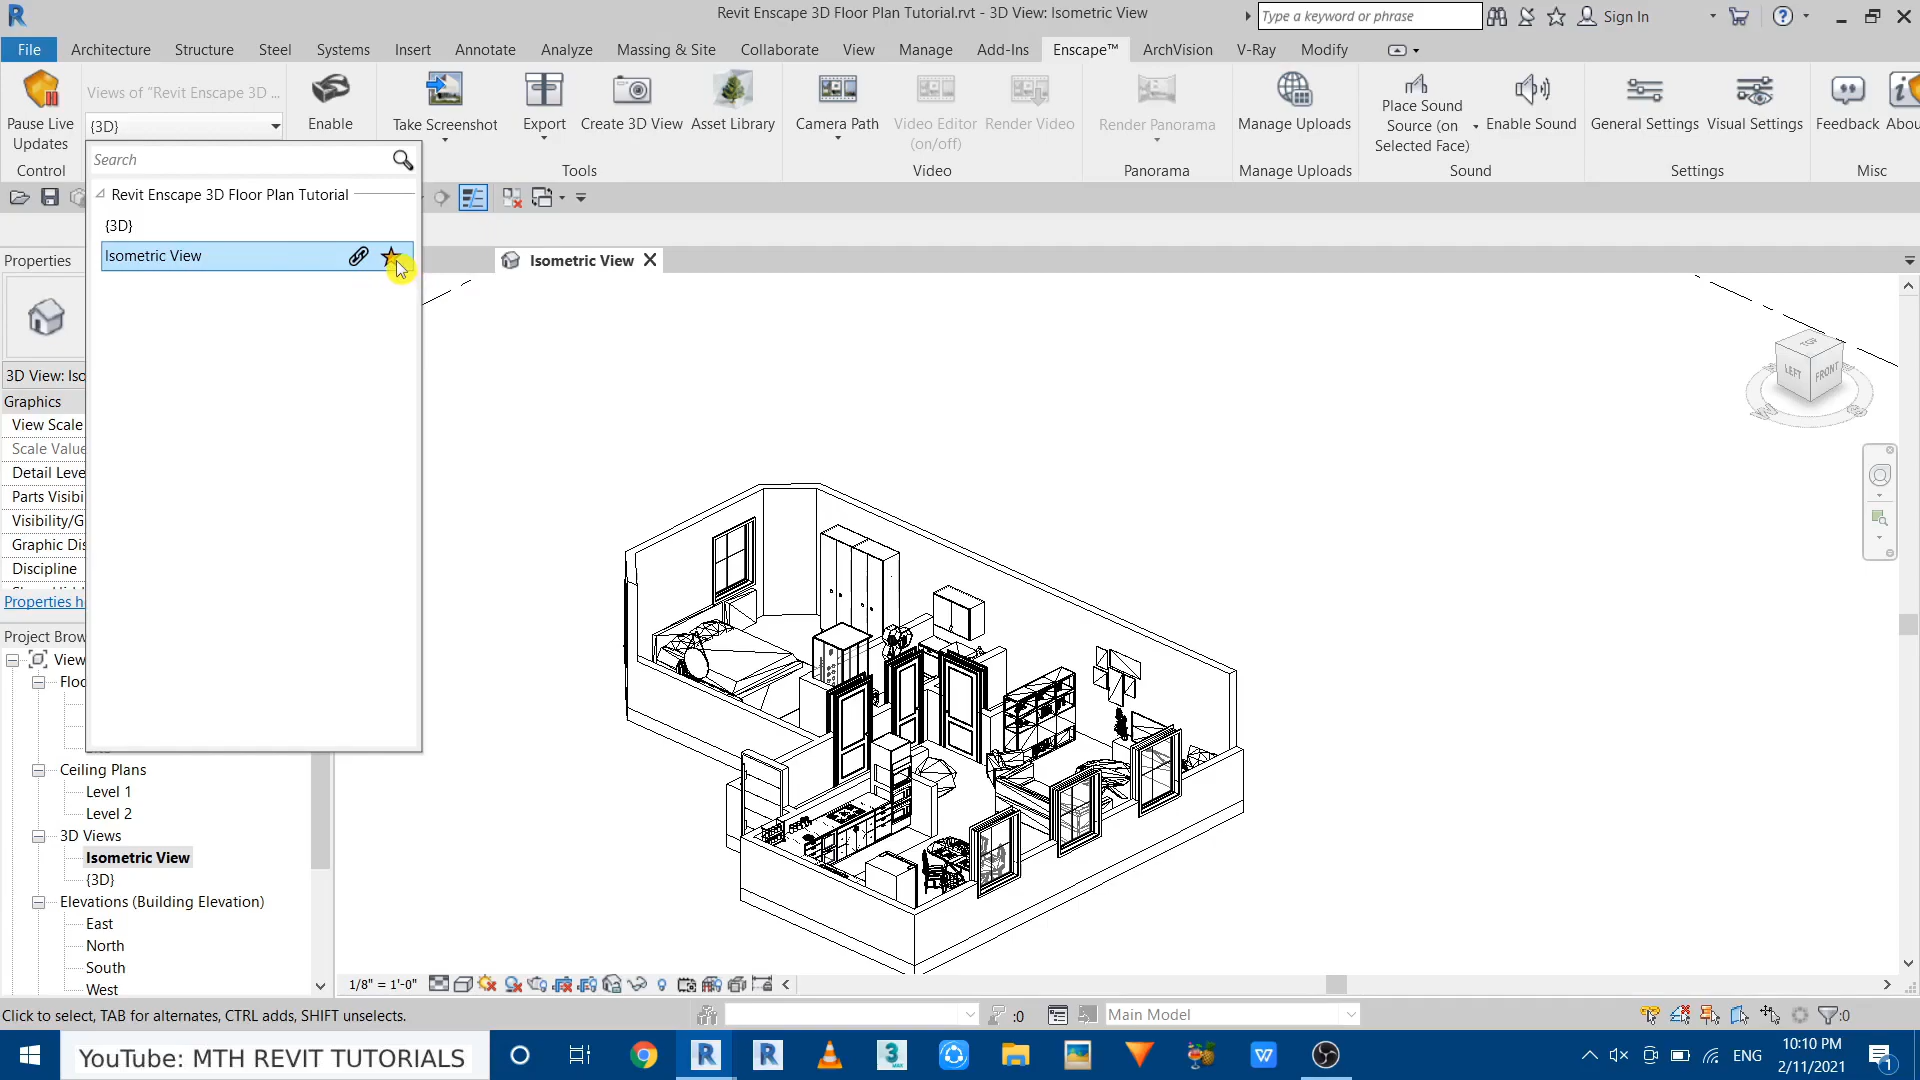 Revit Enscape 3D Floor Plan Tutorial.rvt - 3D View: Isometric View
Type a keyword or phrase
Sign In
File Architecture Structure Steel Systems Insert Annotate Analyze Massing & Site Collaborate View Manage Add-Ins Enscape™ ArchVision V-Ray Modify
Pause Live Updates
Views of "Revit Enscape 3D ...
{3D}
Enable
Take Screenshot
Export
Create 3D View
Asset Library
Camera Path
Video Editor (on/off)
Render Video
Render Panorama
Manage Uploads
Place Sound Source (on Selected Face)
Enable Sound
General Settings
Visual Settings
Feedback
Abou
Control
Tools
Video
Panorama
Manage Uploads
Sound
Settings
Misc
Search
Revit Enscape 3D Floor Plan Tutorial
{3D}
Isometric View
Properties
Isometric View
3D View: Iso
Graphics
View Scale
Scale Value
Detail Leve
Parts Visibi
Visibility/G
Graphic Dis
Discipline
Properties h
TOP
LEFT
FRONT
Project Brow
View
Floo
Ceiling Plans
Level 1
Level 2
3D Views
Isometric View
{3D}
Elevations (Building Elevation)
East
North
South
West
1/8" = 1'-0"
Click to select, TAB for alternates, CTRL adds, SHIFT unselects.
:0
Main Model
:0
YouTube: MTH REVIT TUTORIALS
ENG
10:10 PM
2/11/2021
1